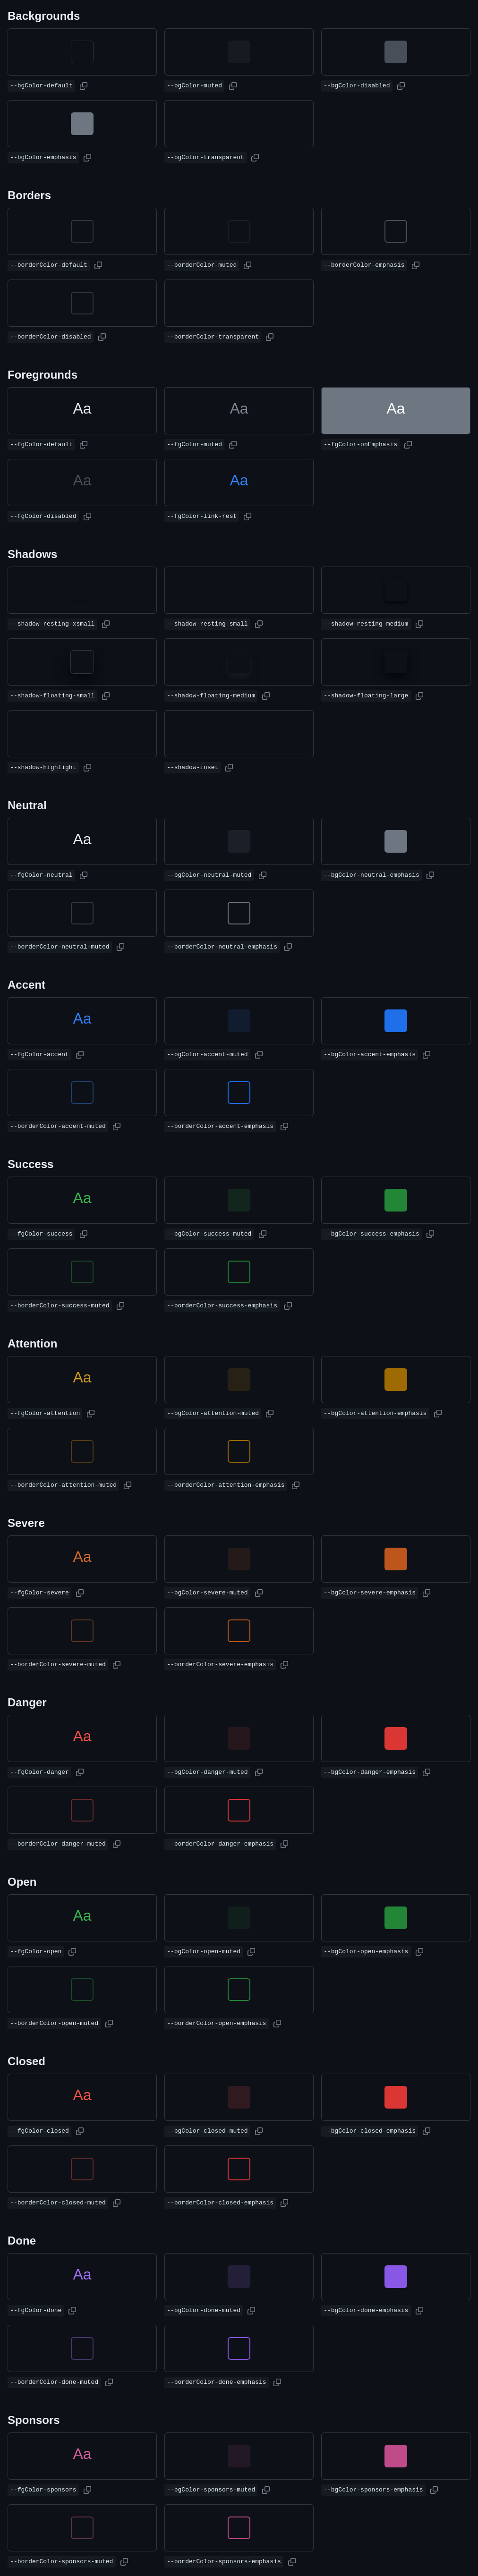 Backgrounds
--bgColor-default --bgColor-muted --bgColor-disabled
--bgColor-emphasis --bgColor-transparent
Borders
--borderColor-default --borderColor-muted --borderColor-emphasis
--borderColor-disabled --borderColor-transparent
Foregrounds
Aa Aa Aa
--fgColor-default --fgColor-muted --fgColor-onEmphasis
Aa Aa
--fgColor-disabled --fgColor-link-rest
Shadows
--shadow-resting-xsmall --shadow-resting-small --shadow-resting-medium
--shadow-floating-small --shadow-floating-medium --shadow-floating-large
--shadow-highlight --shadow-inset
Neutral
Aa
--fgColor-neutral --bgColor-neutral-muted --bgColor-neutral-emphasis
--borderColor-neutral-muted --borderColor-neutral-emphasis
Accent
Aa
--fgColor-accent --bgColor-accent-muted --bgColor-accent-emphasis
--borderColor-accent-muted --borderColor-accent-emphasis
Success
Aa
--fgColor-success --bgColor-success-muted --bgColor-success-emphasis
--borderColor-success-muted --borderColor-success-emphasis
Attention
Aa
--fgColor-attention --bgColor-attention-muted --bgColor-attention-emphasis
--borderColor-attention-muted --borderColor-attention-emphasis
Severe
Aa
--fgColor-severe --bgColor-severe-muted --bgColor-severe-emphasis
--borderColor-severe-muted --borderColor-severe-emphasis
Danger
Aa
--fgColor-danger --bgColor-danger-muted --bgColor-danger-emphasis
--borderColor-danger-muted --borderColor-danger-emphasis
Open
Aa
--fgColor-open --bgColor-open-muted --bgColor-open-emphasis
--borderColor-open-muted --borderColor-open-emphasis
Closed
Aa
--fgColor-closed --bgColor-closed-muted --bgColor-closed-emphasis
--borderColor-closed-muted --borderColor-closed-emphasis
Done
Aa
--fgColor-done --bgColor-done-muted --bgColor-done-emphasis
--borderColor-done-muted --borderColor-done-emphasis
Sponsors
Aa
--fgColor-sponsors --bgColor-sponsors-muted --bgColor-sponsors-emphasis
--borderColor-sponsors-muted --borderColor-sponsors-emphasis